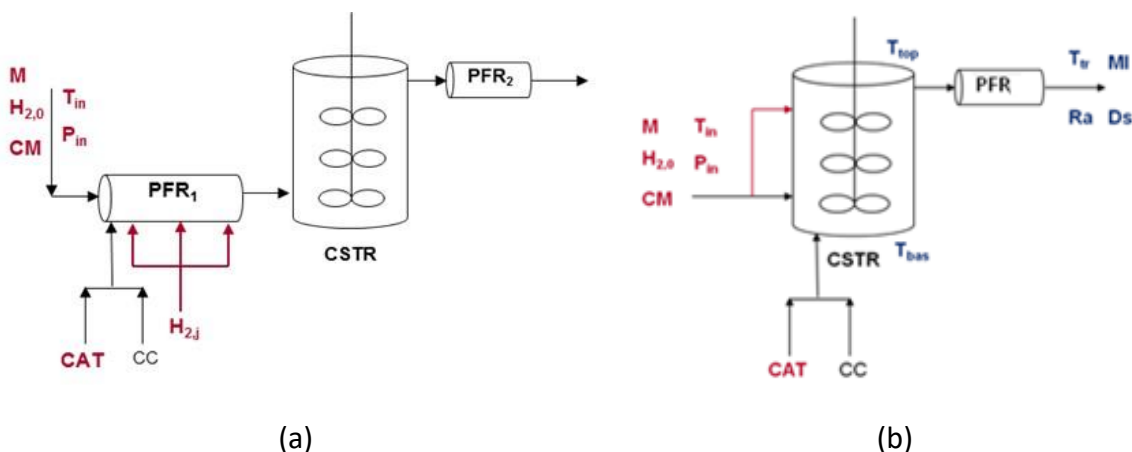 M
H2,0
CM
Tin
Pin
PFR1
CAT
CC
H2,j
CSTR
PFR2
(a)
M
H2,0
CM
Tin
Pin
Ttop
CSTR
Tbas
CAT
CC
PFR
Ttr MI
Ra Ds
(b)